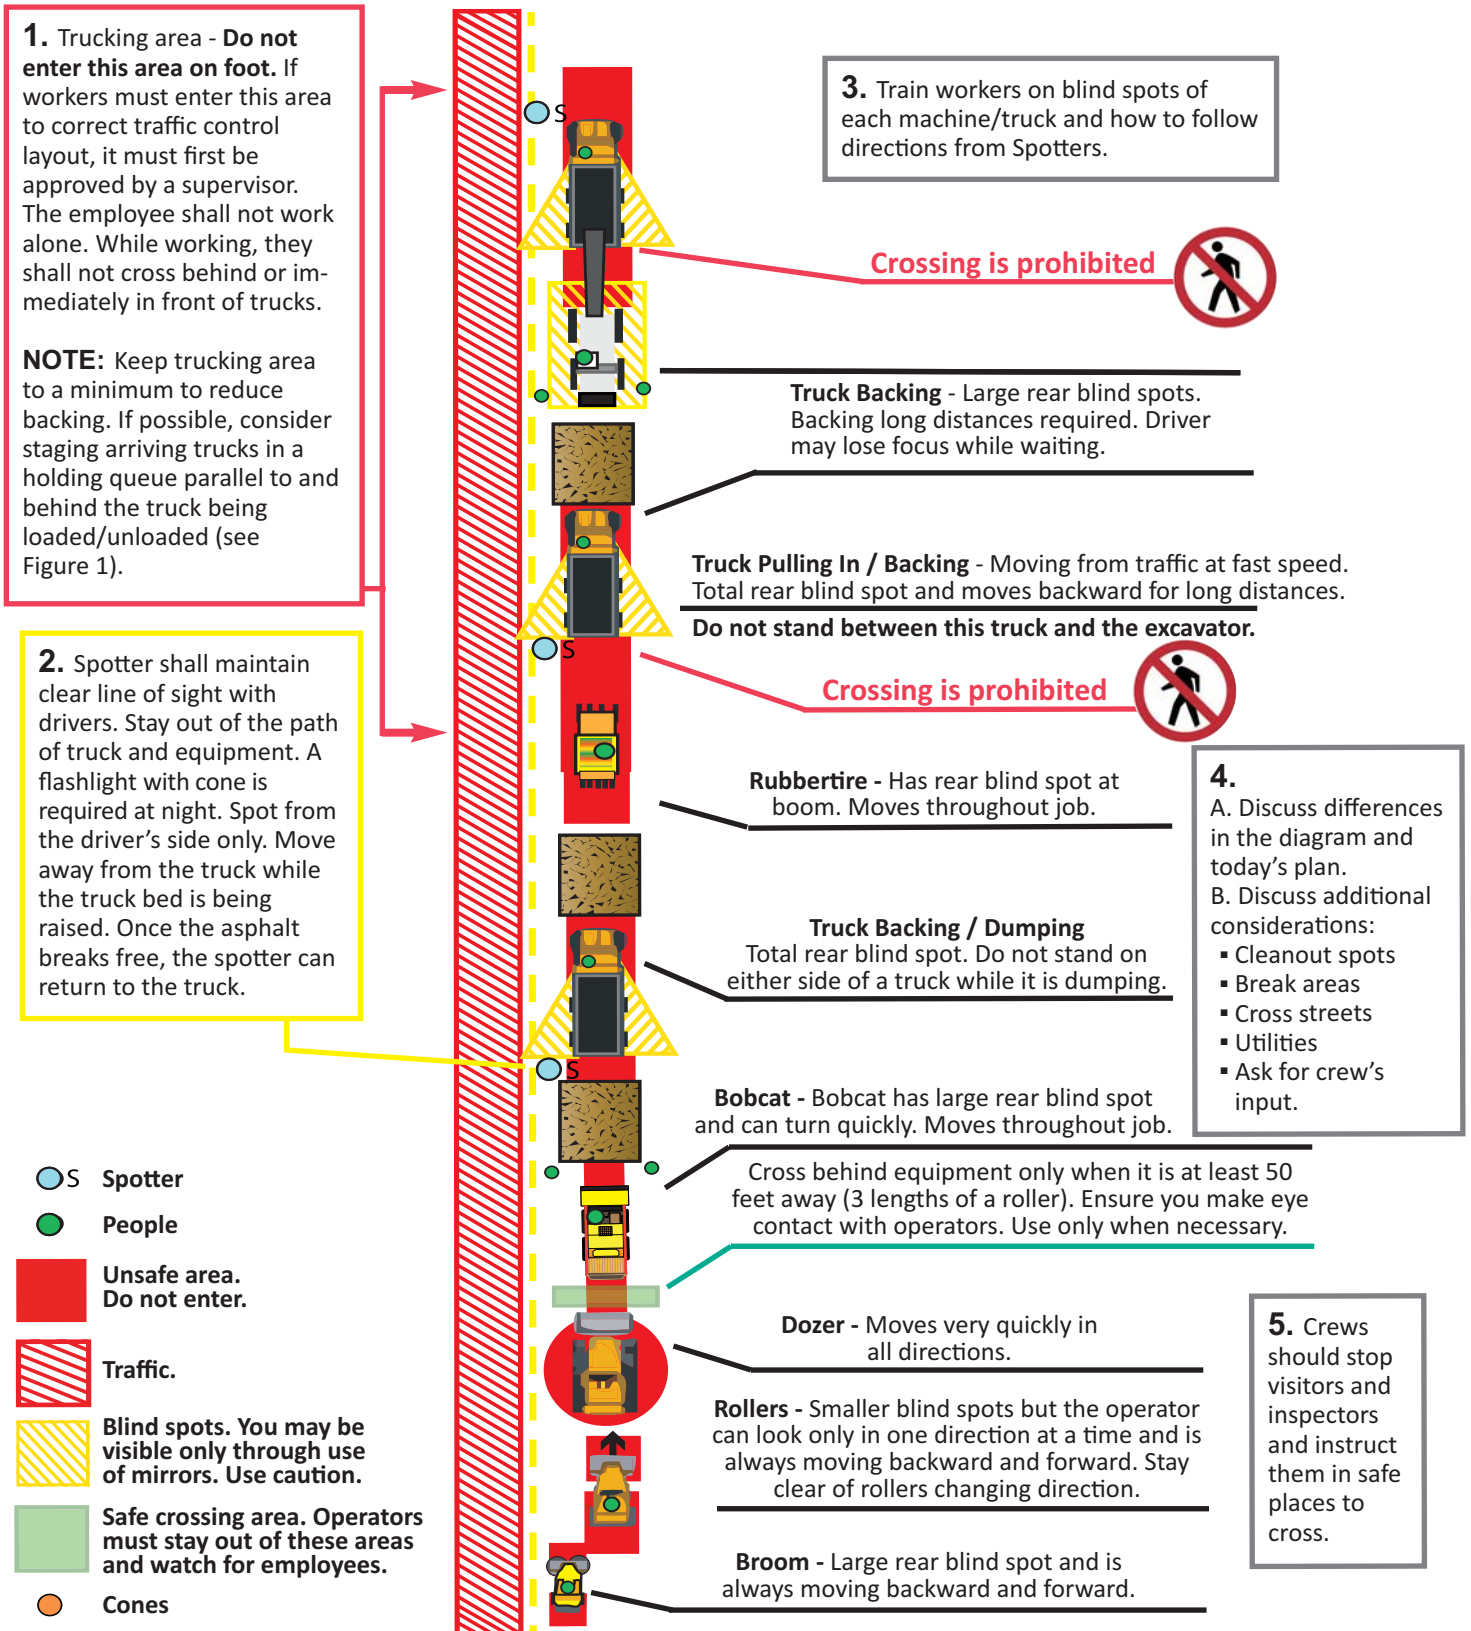 1. Trucking area - Do not
enter this area on foot. If
workers must enter this area
to correct traffic control
layout, it must first be
approved by a supervisor.
The employee shall not work
alone. While working, they
shall not cross behind or im-
mediately in front of trucks.
NOTE: Keep trucking area
to a minimum to reduce
backing. If possible, consider
staging arriving trucks in a
holding queue parallel to and
behind the truck being
loaded/unloaded (see
Figure 1).
2. Spotter shall maintain
clear line of sight with
drivers. Stay out of the path
of truck and equipment. A
flashlight with cone is
required at night. Spot from
the driver’s side only. Move
away from the truck while
the truck bed is being
raised. Once the asphalt
breaks free, the spotter can
return to the truck.
S Spotter
People
Unsafe area.
Do not enter.
Traffic.
Blind spots. You may be
visible only through use
of mirrors. Use caution.
Safe crossing area. Operators
must stay out of these areas
and watch for employees.
Cones
S
S
S
3. Train workers on blind spots of
each machine/truck and how to follow
directions from Spotters.
Crossing is prohibited
Truck Backing - Large rear blind spots.
Backing long distances required. Driver
may lose focus while waiting.
Truck Pulling In / Backing - Moving from traffic at fast speed.
Total rear blind spot and moves backward for long distances.
Do not stand between this truck and the excavator.
Crossing is prohibited
Rubbertire - Has rear blind spot at
boom. Moves throughout job.
Truck Backing / Dumping
Total rear blind spot. Do not stand on
either side of a truck while it is dumping.
4.
A. Discuss differences
in the diagram and
today’s plan.
B. Discuss additional
considerations:
▪ Cleanout spots
▪ Break areas
▪ Cross streets
▪ Utilities
▪ Ask for crew’s
input.
Bobcat - Bobcat has large rear blind spot
and can turn quickly. Moves throughout job.
Cross behind equipment only when it is at least 50
feet away (3 lengths of a roller). Ensure you make eye
contact with operators. Use only when necessary.
Dozer - Moves very quickly in
all directions.
Rollers - Smaller blind spots but the operator
can look only in one direction at a time and is
always moving backward and forward. Stay
clear of rollers changing direction.
Broom - Large rear blind spot and is
always moving backward and forward.
5. Crews
should stop
visitors and
inspectors
and instruct
them in safe
places to
cross.